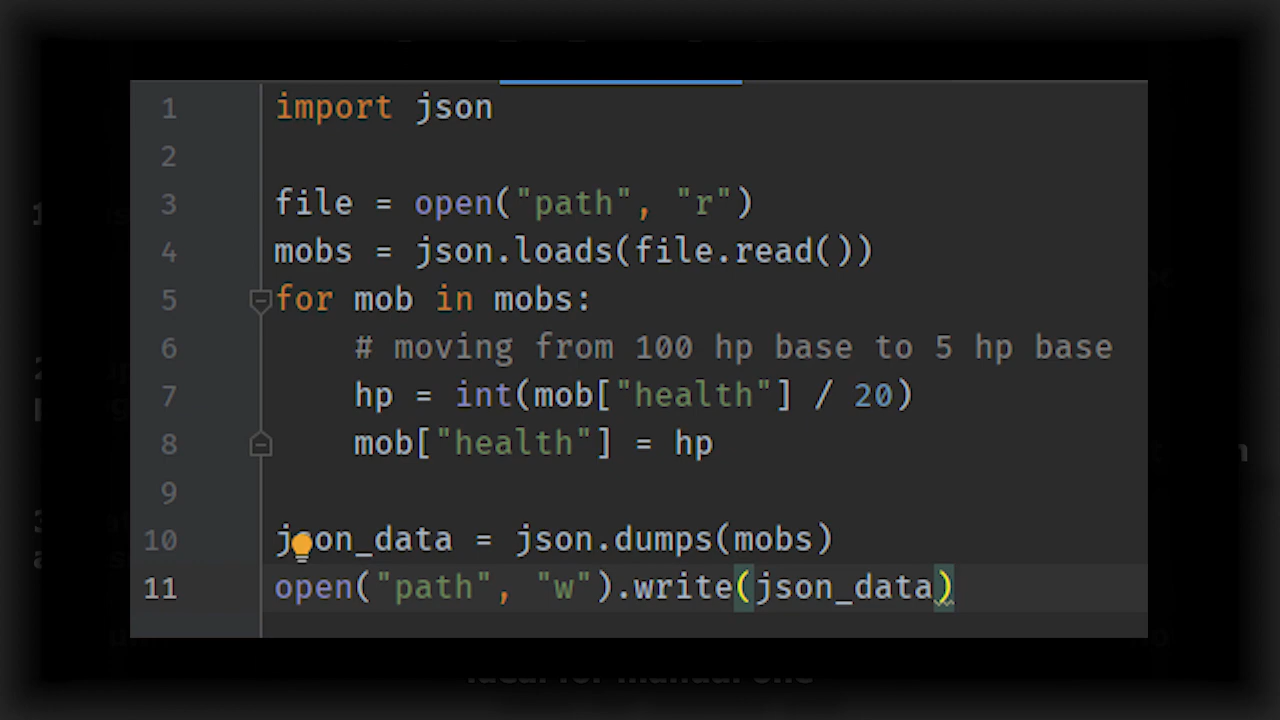 1 import json
2
3 file = open("path", "r")
4 mobs = json.loads(file.read())
5 for mob in mobs:
6     # moving from 100 hp base to 5 hp base
7     hp = int(mob["health"] / 20)
8     mob["health"] = hp
9
10 json_data = json.dumps(mobs)
11 open("path", "w").write(json_data)